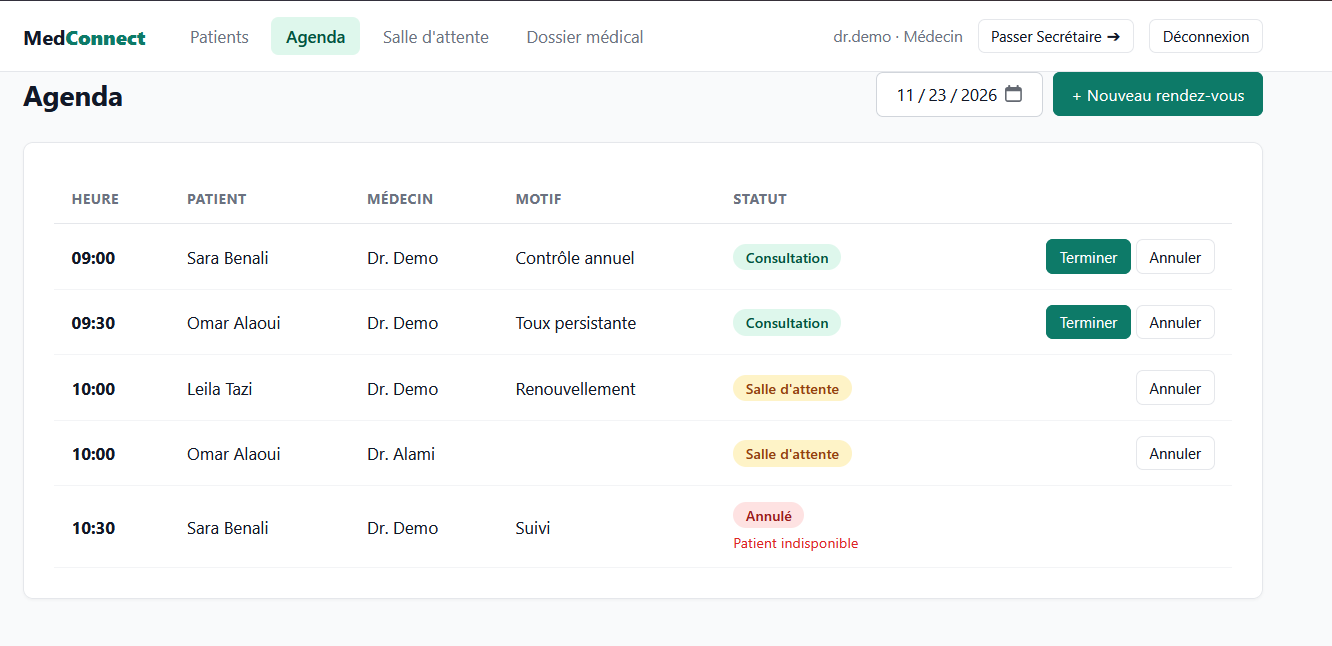 MedConnect Patients Agenda Salle d'attente Dossier médical dr.demo · Médecin Passer Secrétaire ➔ Déconnexion
Agenda 11 / 23 / 2026 + Nouveau rendez-vous
HEURE PATIENT MÉDECIN MOTIF STATUT
09:00 Sara Benali Dr. Demo Contrôle annuel Consultation Terminer Annuler
09:30 Omar Alaoui Dr. Demo Toux persistante Consultation Terminer Annuler
10:00 Leila Tazi Dr. Demo Renouvellement Salle d'attente Annuler
10:00 Omar Alaoui Dr. Alami Salle d'attente Annuler
10:30 Sara Benali Dr. Demo Suivi Annulé
Patient indisponible